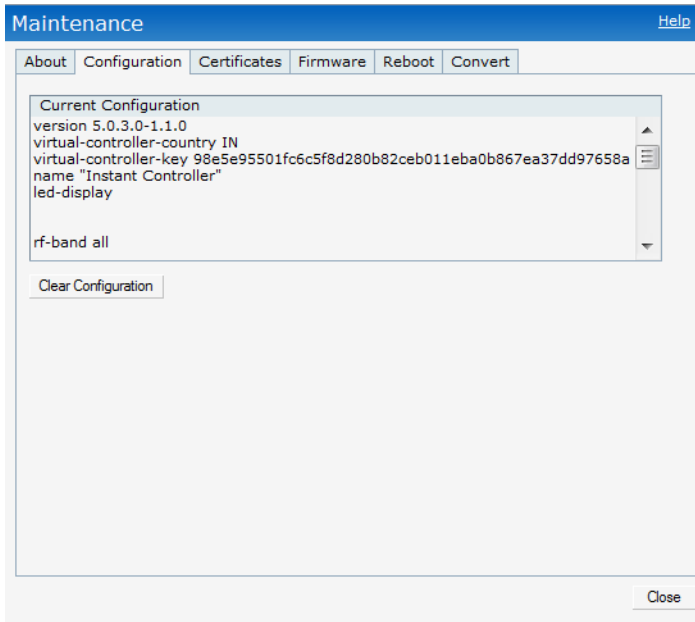 Maintenance Help
About Configuration Certificates Firmware Reboot Convert
Current Configuration
version 5.0.3.0-1.1.0
virtual-controller-country IN
virtual-controller-key 98e5e95501fc6c5f8d280b82ceb011eba0b867ea37dd97658a
name "Instant Controller"
led-display
rf-band all
Clear Configuration
Close